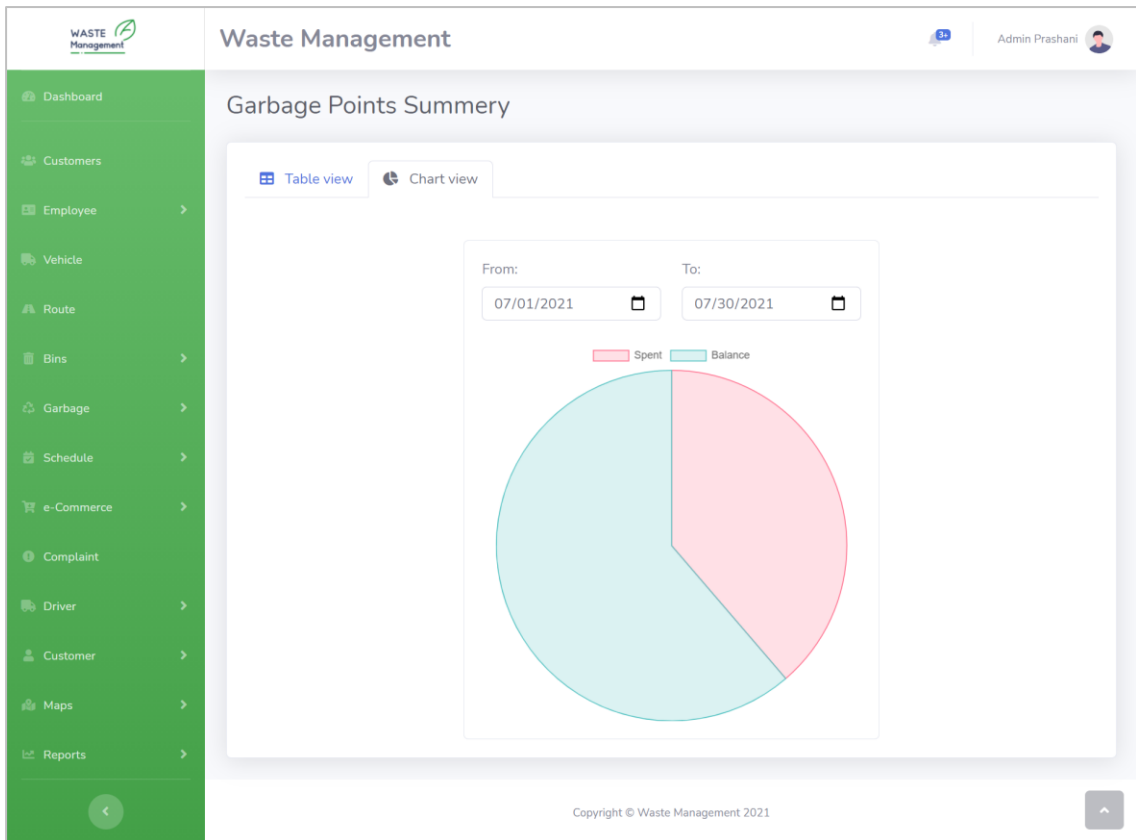 WASTE
Management
Waste Management
3+
Admin Prashani
Dashboard
Customers
Employee
Vehicle
Route
Bins
Garbage
Schedule
e-Commerce
Complaint
Driver
Customer
Maps
Reports
Garbage Points Summery
Table view
Chart view
From:
To:
07/01/2021
07/30/2021
Spent
Balance
Copyright © Waste Management 2021